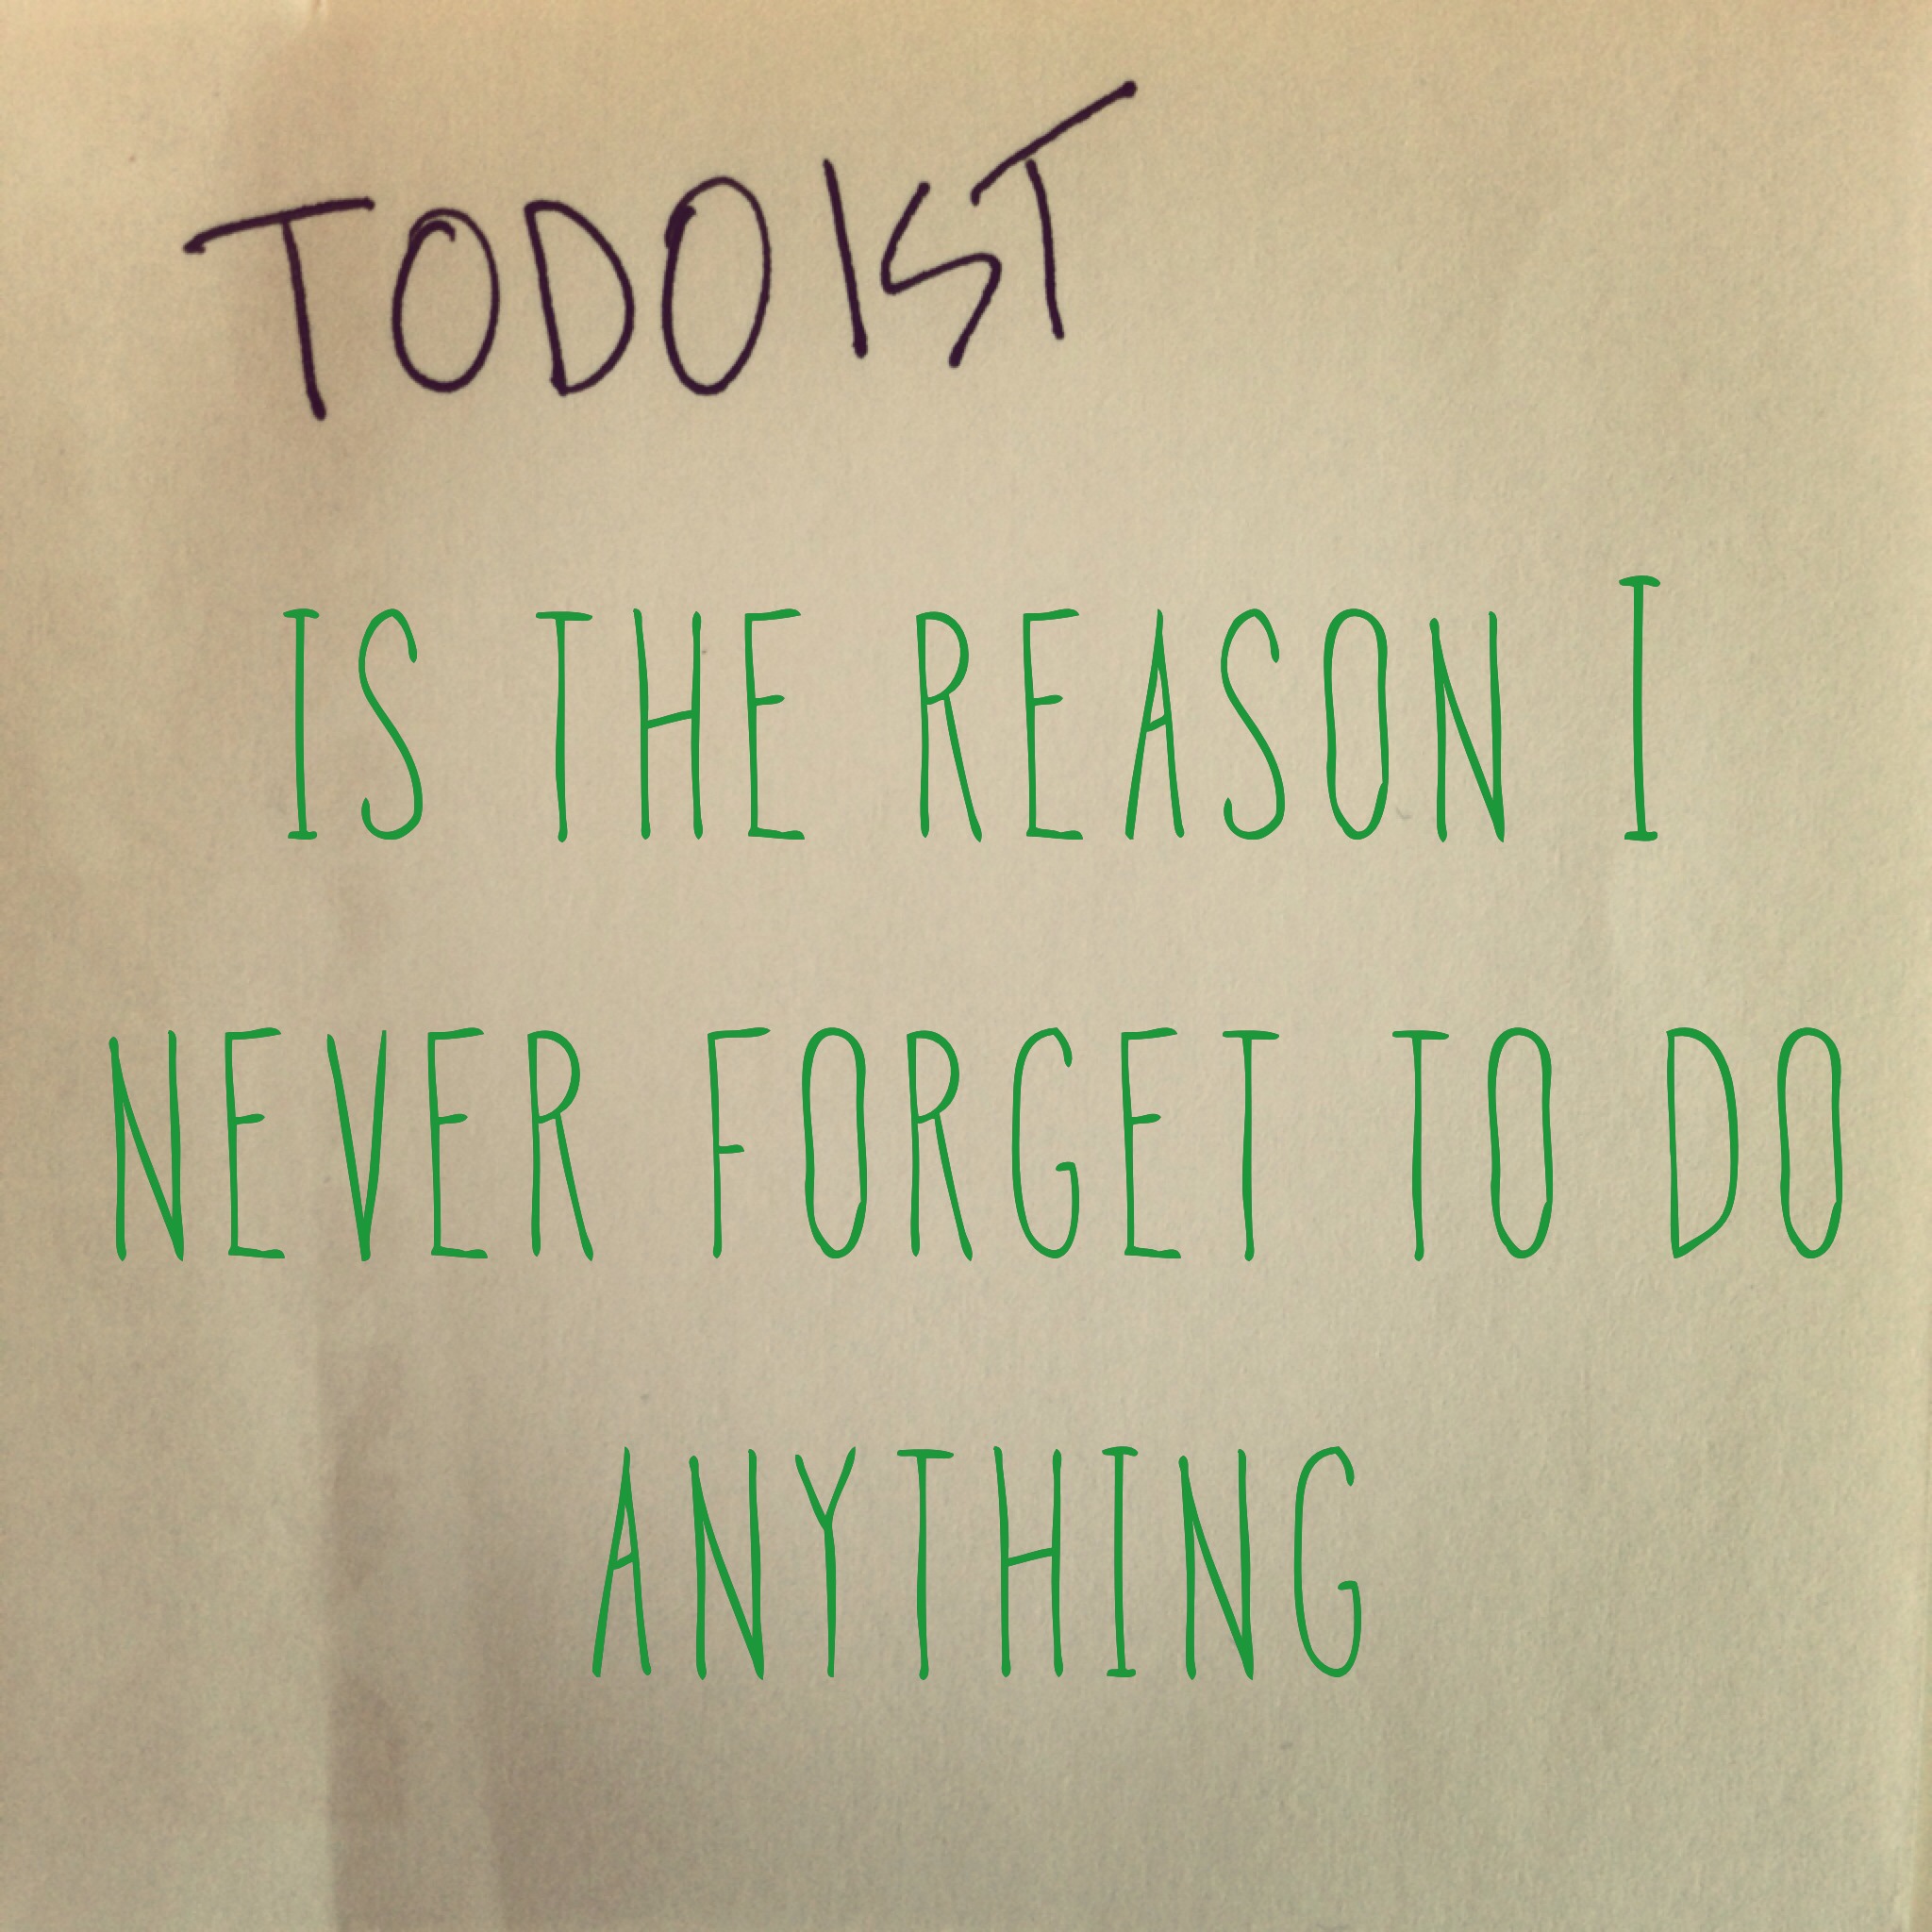 TODOIST
IS THE REASON I
NEVER FORGET TO DO
ANYTHING